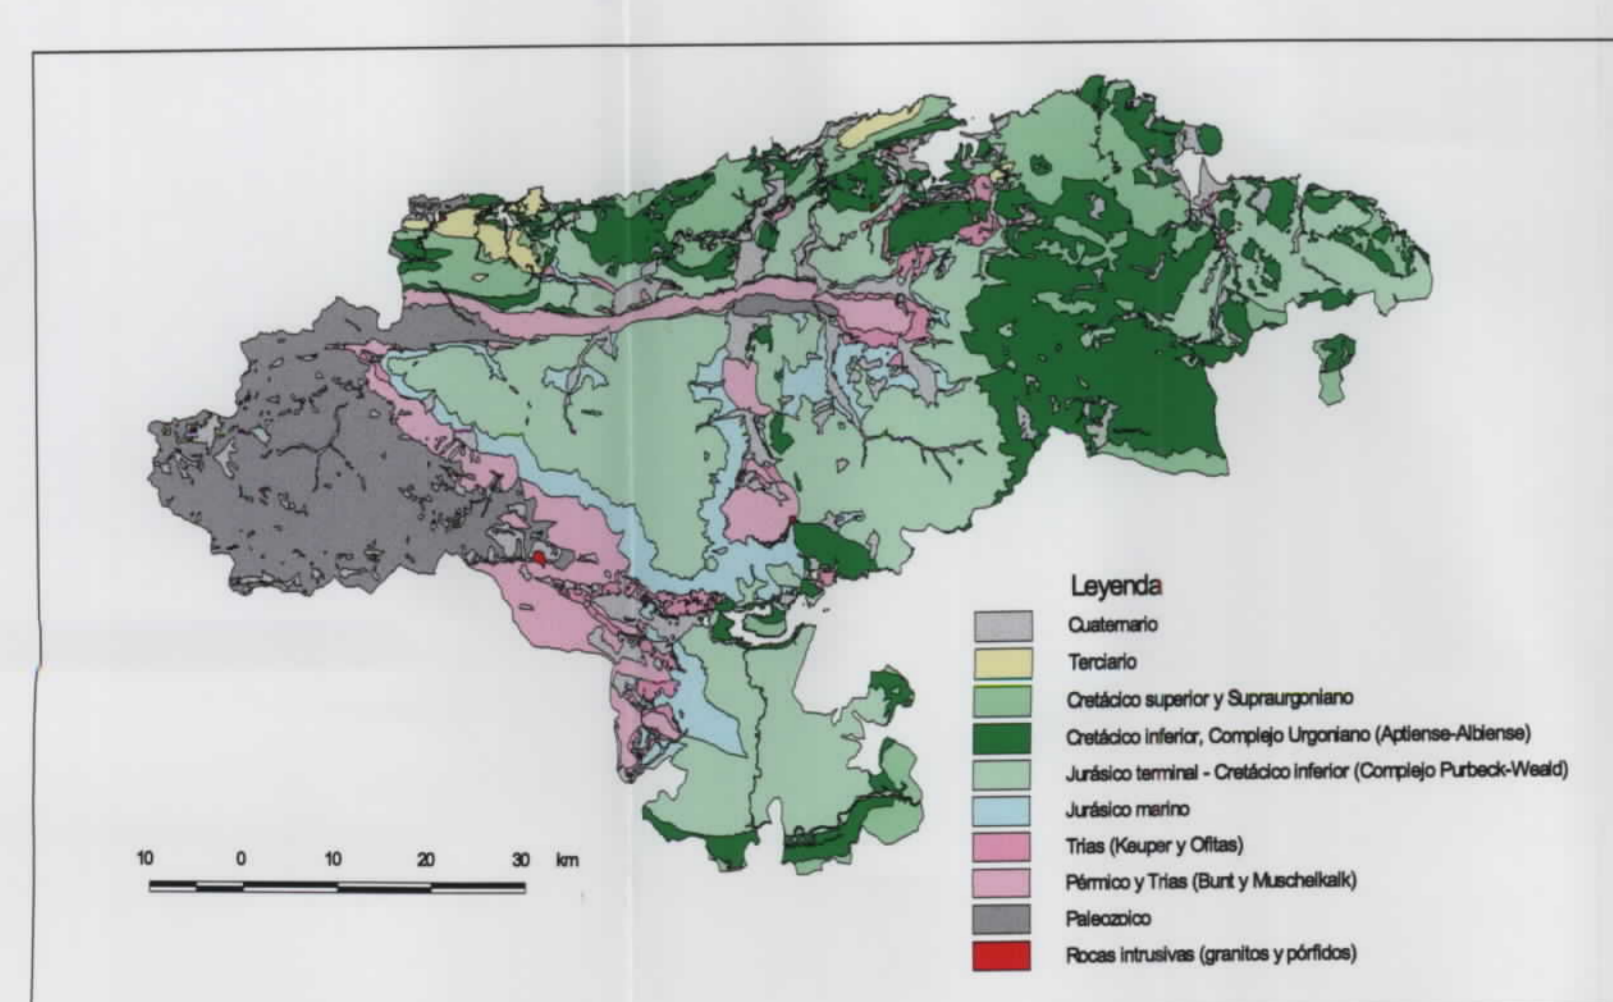 Leyenda
Cuaternario
Terciario
Cretácico superior y Supraurgoniano
Cretácico inferior, Complejo Urgoniano (Aptiense-Albiense)
Jurásico terminal - Cretácico inferior (Complejo Purbeck-Weald)
Jurásico marino
Trias (Keuper y Ofitas)
Pérmico y Trias (Bunt y Muschelkalk)
Paleozoico
Rocas intrusivas (granitos y pórfidos)
10 0 10 20 30 km